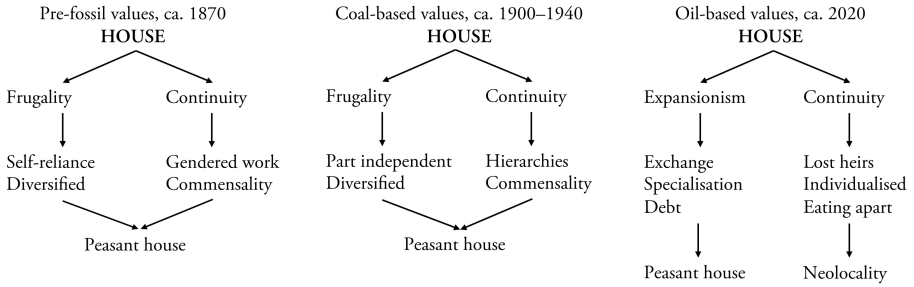 Pre-fossil values, ca. 1870
HOUSE
Frugality
Continuity
Self-reliance
Diversified
Gendered work
Commensality
Peasant house
Coal-based values, ca. 1900–1940
HOUSE
Frugality
Continuity
Part independent
Diversified
Hierarchies
Commensality
Peasant house
Oil-based values, ca. 2020
HOUSE
Expansionism
Continuity
Exchange
Specialisation
Debt
Lost heirs
Individualised
Eating apart
Peasant house
Neolocality